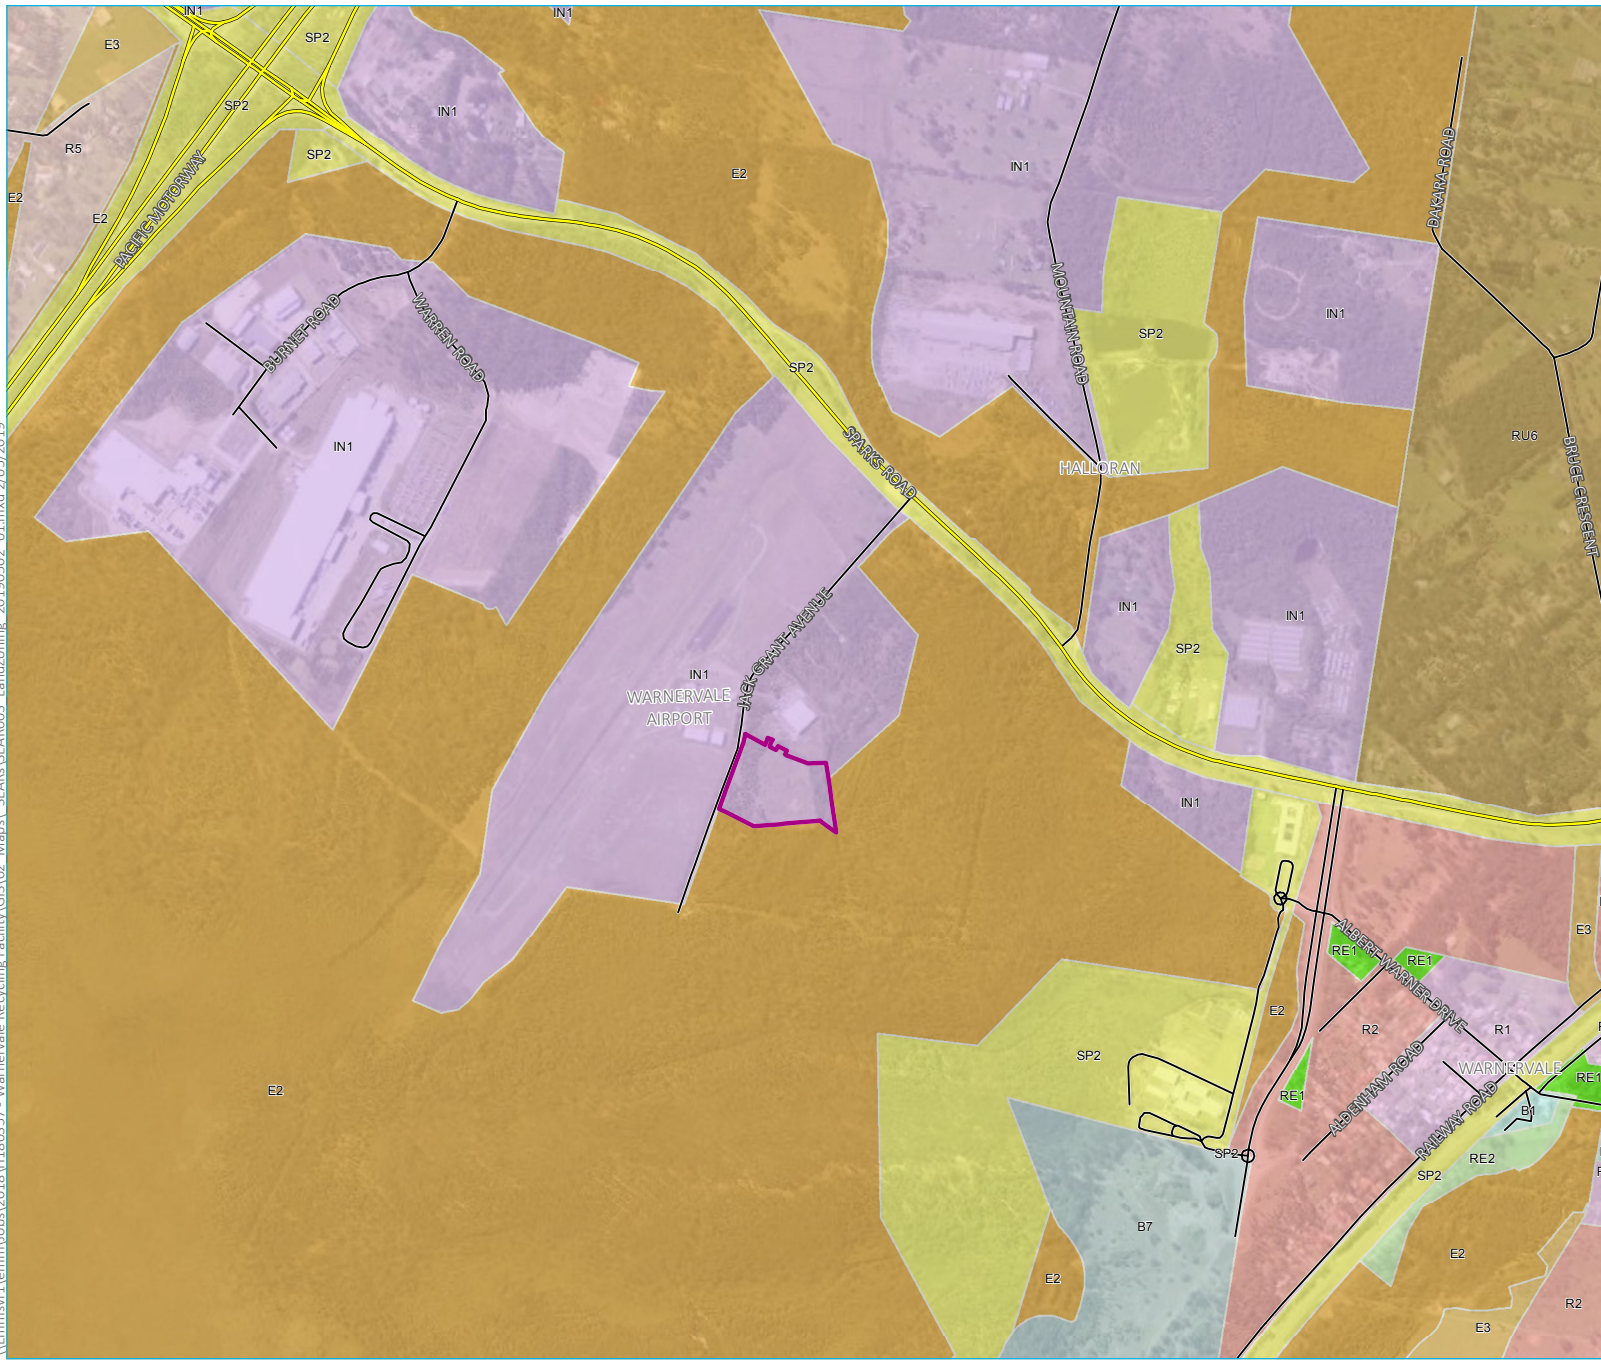 IN1
IN1
E3
SP2
SP2
IN1
R5
SP2
E2
IN1
E2
E2
PACIFIC MOTORWAY
DAKARA ROAD
BURNET ROAD
WARREN ROAD
MOUNTAIN ROAD
IN1
SP2
SP2
IN1
SPARKS ROAD
RU6
BRUCE CRESCENT
HALLORAN
JACK GRANT AVENUE
IN1
IN1
SP2
IN1
WARNERVALE
AIRPORT
IN1
ALBERT WARNER DRIVE
RE1
RE1
E3
E2
R2
R1
SP2
WARNERVALE
RE1
E2
RE1
ALDENHAM ROAD
RAILWAY ROAD
B1
SP2
RE2
SP2
B7
E2
E2
R2
E3